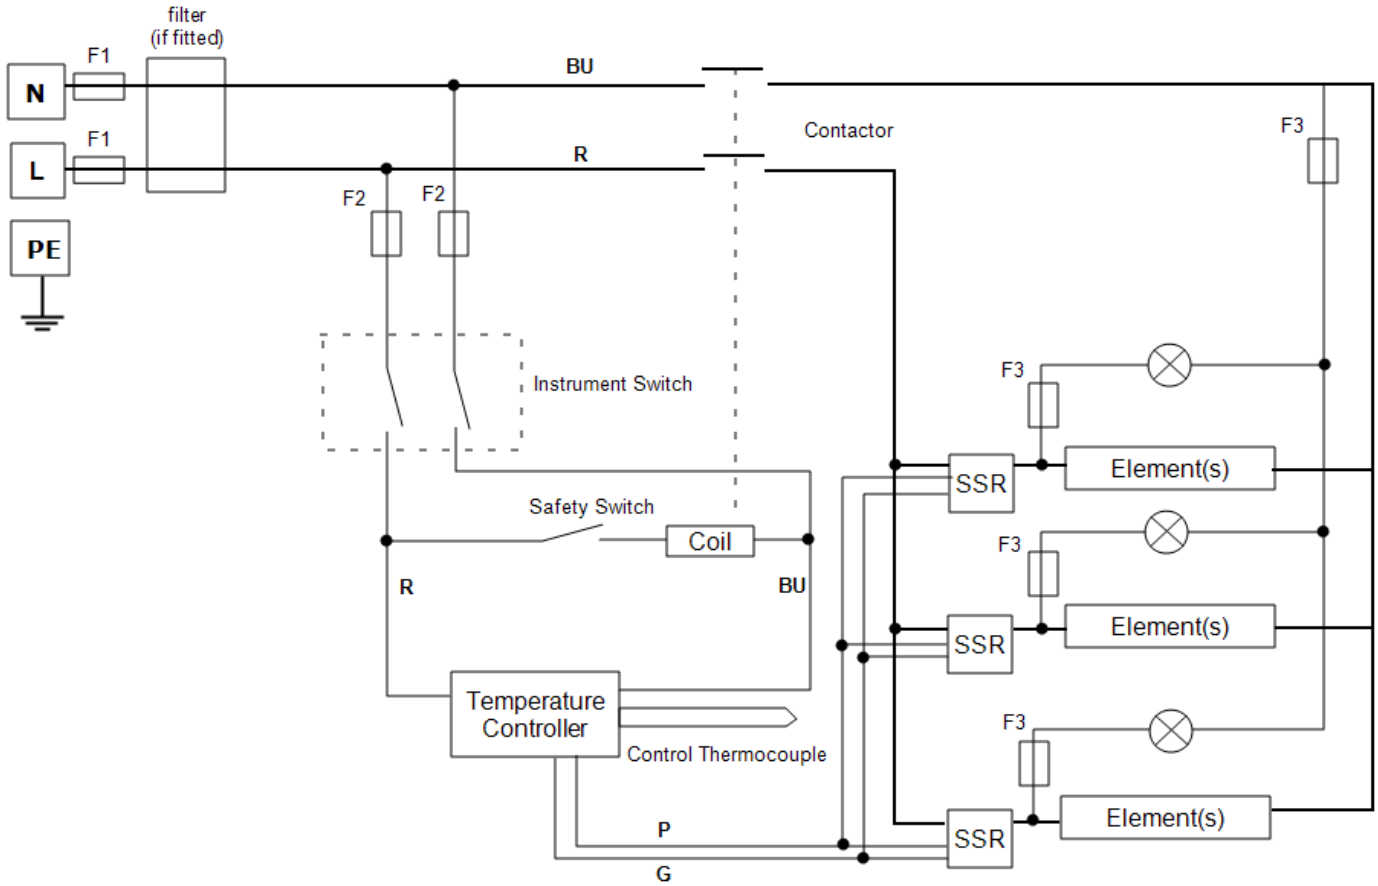 filter
(if fitted)
F1
BU
N
F3
Contactor
F1
R
L
F2
F2
PE
F3
Instrument Switch
Element(s)
SSR
Safety Switch
F3
Coil
R
BU
Element(s)
SSR
Temperature
Controller
F3
Control Thermocouple
Element(s)
P
SSR
G